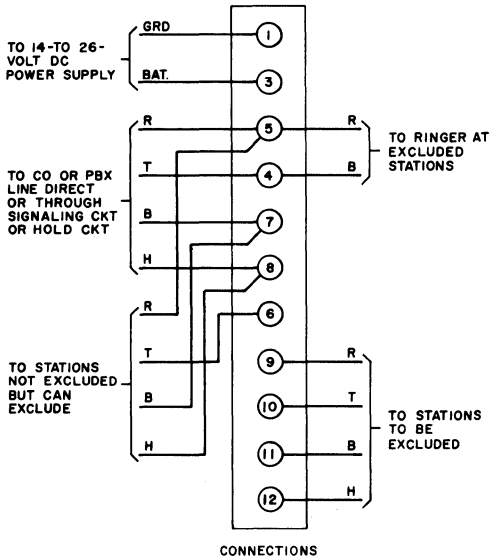 GRD
TO 14-TO 26-
VOLT DC
POWER SUPPLY
BAT.
1
3
R
T
B
H
TO CO OR PBX
LINE DIRECT
OR THROUGH
SIGNALING CKT
OR HOLD CKT
5
4
7
8
6
R
B
TO RINGER AT
EXCLUDED
STATIONS
R
T
B
H
TO STATIONS
NOT EXCLUDED
BUT CAN
EXCLUDE
9
10
11
12
R
T
B
H
TO STATIONS
TO BE
EXCLUDED
CONNECTIONS